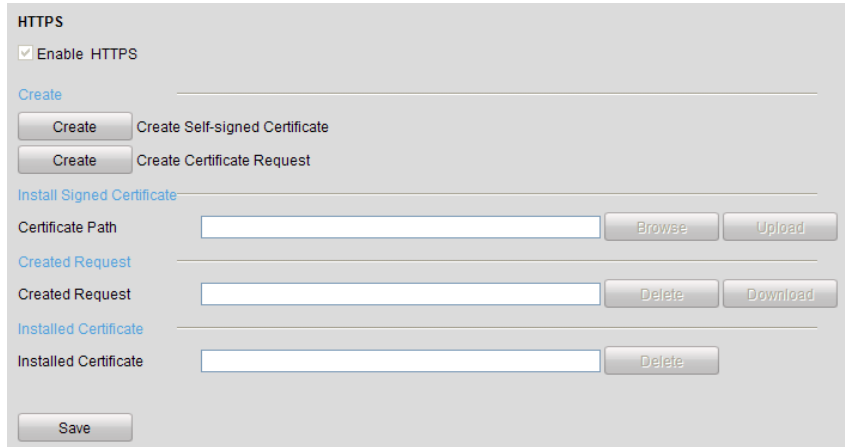 HTTPS
Enable HTTPS
Create
Create Create Self-signed Certificate
Create Create Certificate Request
Install Signed Certificate
Certificate Path Browse Upload
Created Request
Created Request Delete Download
Installed Certificate
Installed Certificate Delete
Save